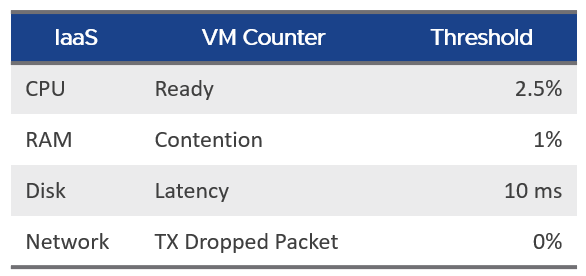 IaaS VM Counter Threshold
CPU Ready 2.5%
RAM Contention 1%
Disk Latency 10 ms
Network TX Dropped Packet 0%